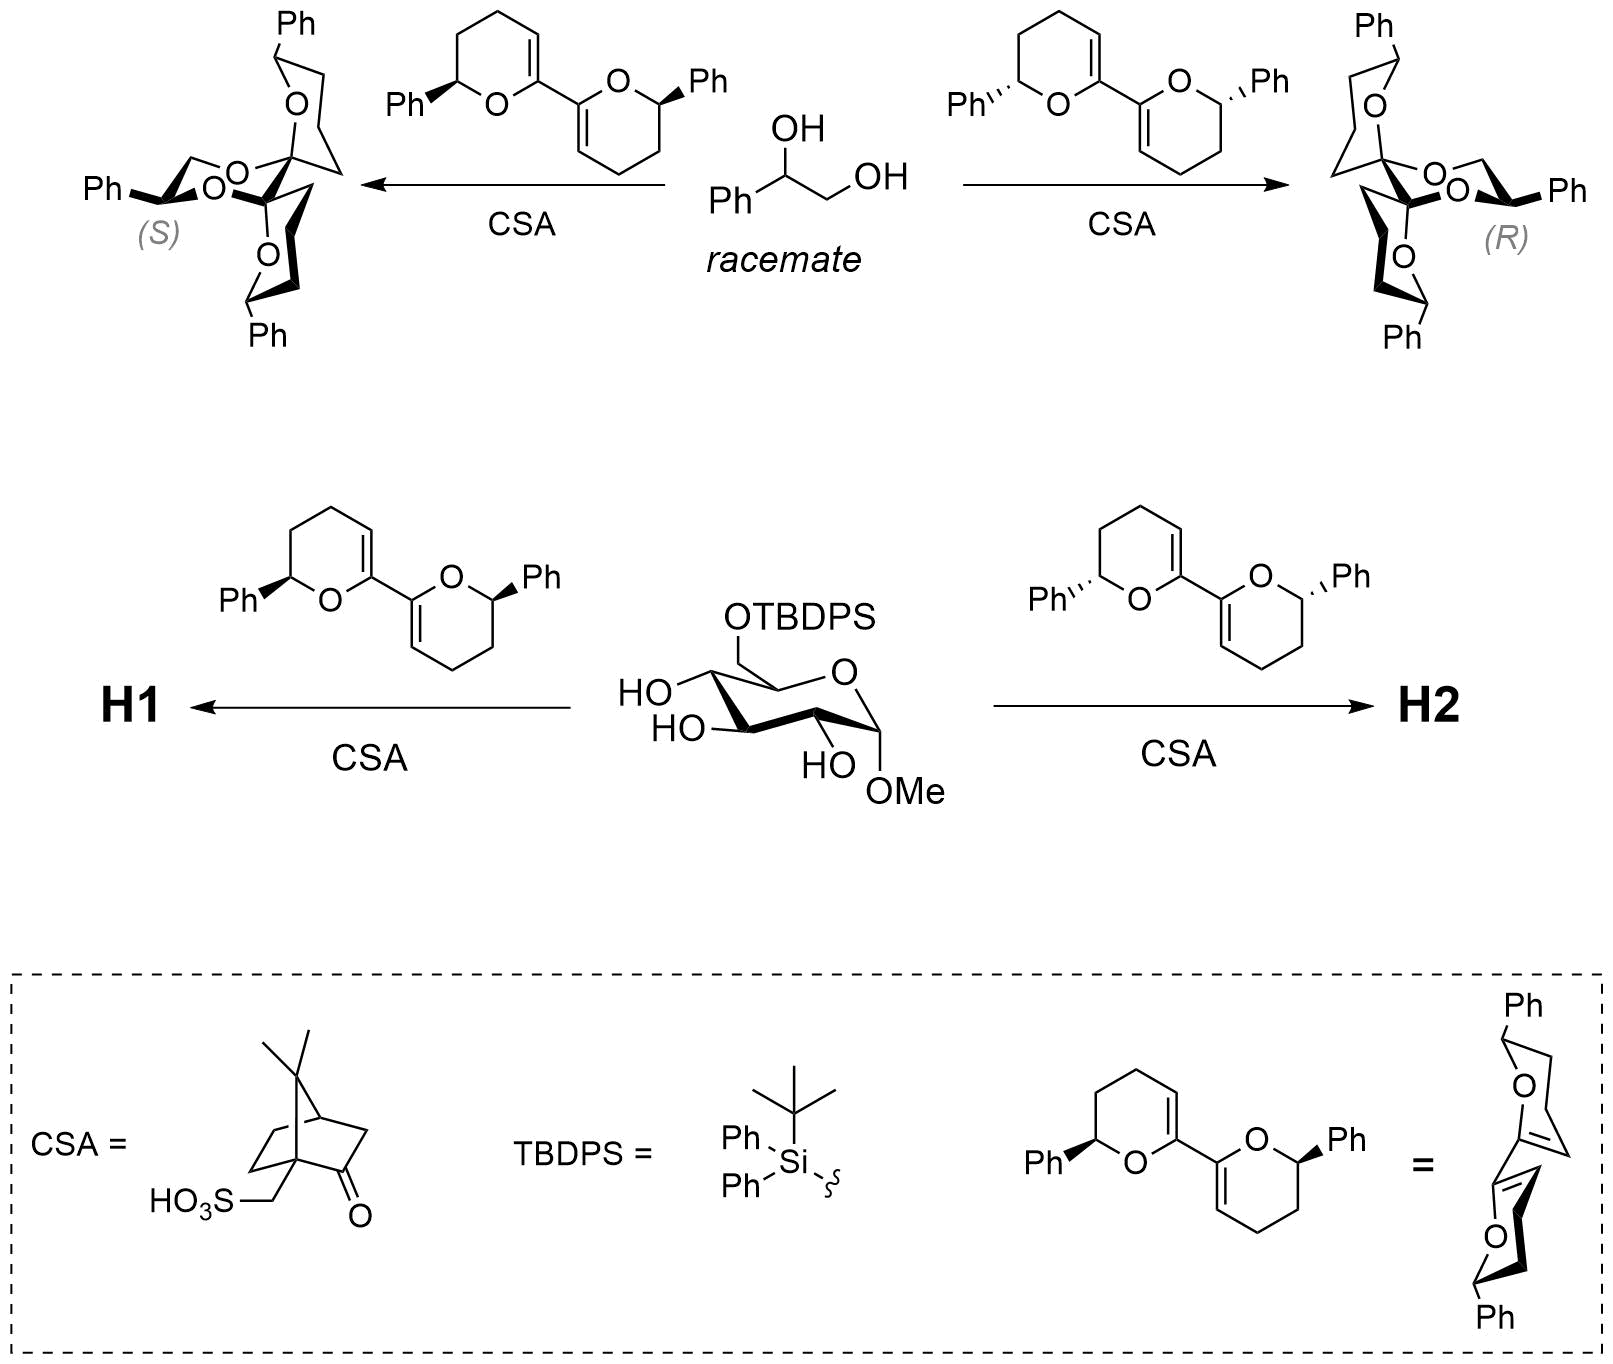 Ph
O
O
O
O
Ph
Ph
(S)
Ph
O
O
Ph
CSA
OH
OH
Ph
racemate
Ph
O
O
Ph
CSA
Ph
O
O
O
O
Ph
Ph
(R)
H1
Ph
O
O
Ph
CSA
OTBDPS
O
HO
HO
HO
OMe
Ph
O
O
Ph
CSA
H2
CSA =
HO3S
O
TBDPS =
Ph
Ph
Si
Ph
O
O
Ph
=
Ph
O
O
Ph